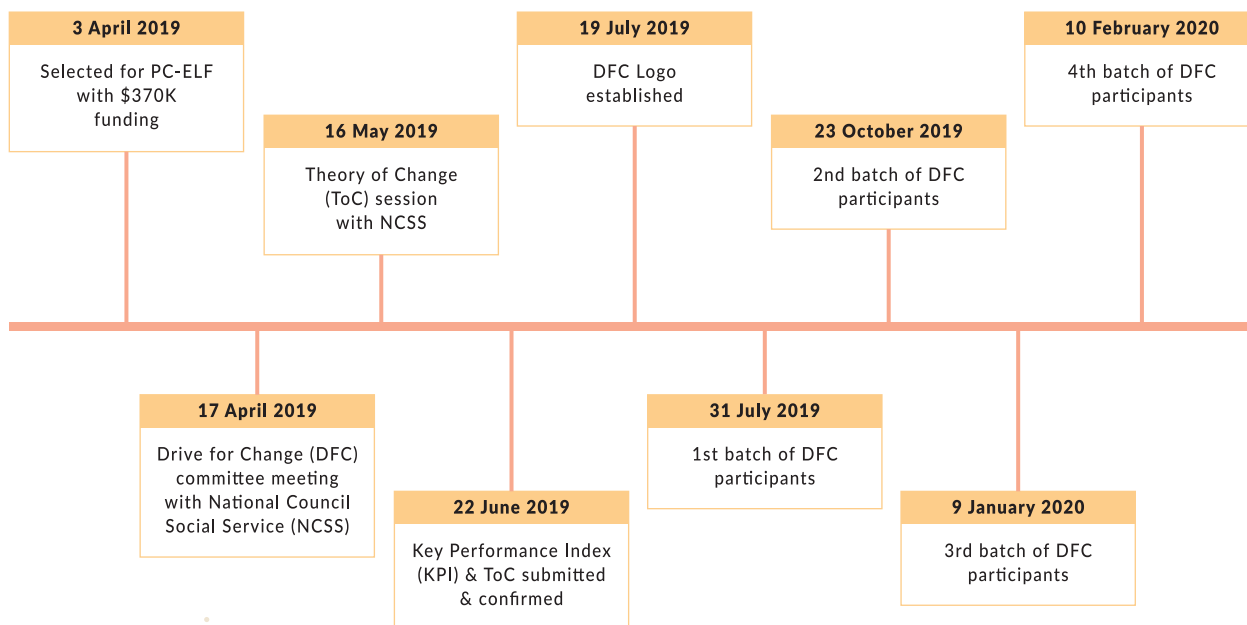 3 April 2019
Selected for PC-ELF
with $370K
funding
17 April 2019
Drive for Change (DFC)
committee meeting
with National Council
Social Service (NCSS)
16 May 2019
Theory of Change
(ToC) session
with NCSS
22 June 2019
Key Performance Index
(KPI) & ToC submitted
& confirmed
19 July 2019
DFC Logo
established
31 July 2019
1st batch of DFC
participants
23 October 2019
2nd batch of DFC
participants
9 January 2020
3rd batch of DFC
participants
10 February 2020
4th batch of DFC
participants